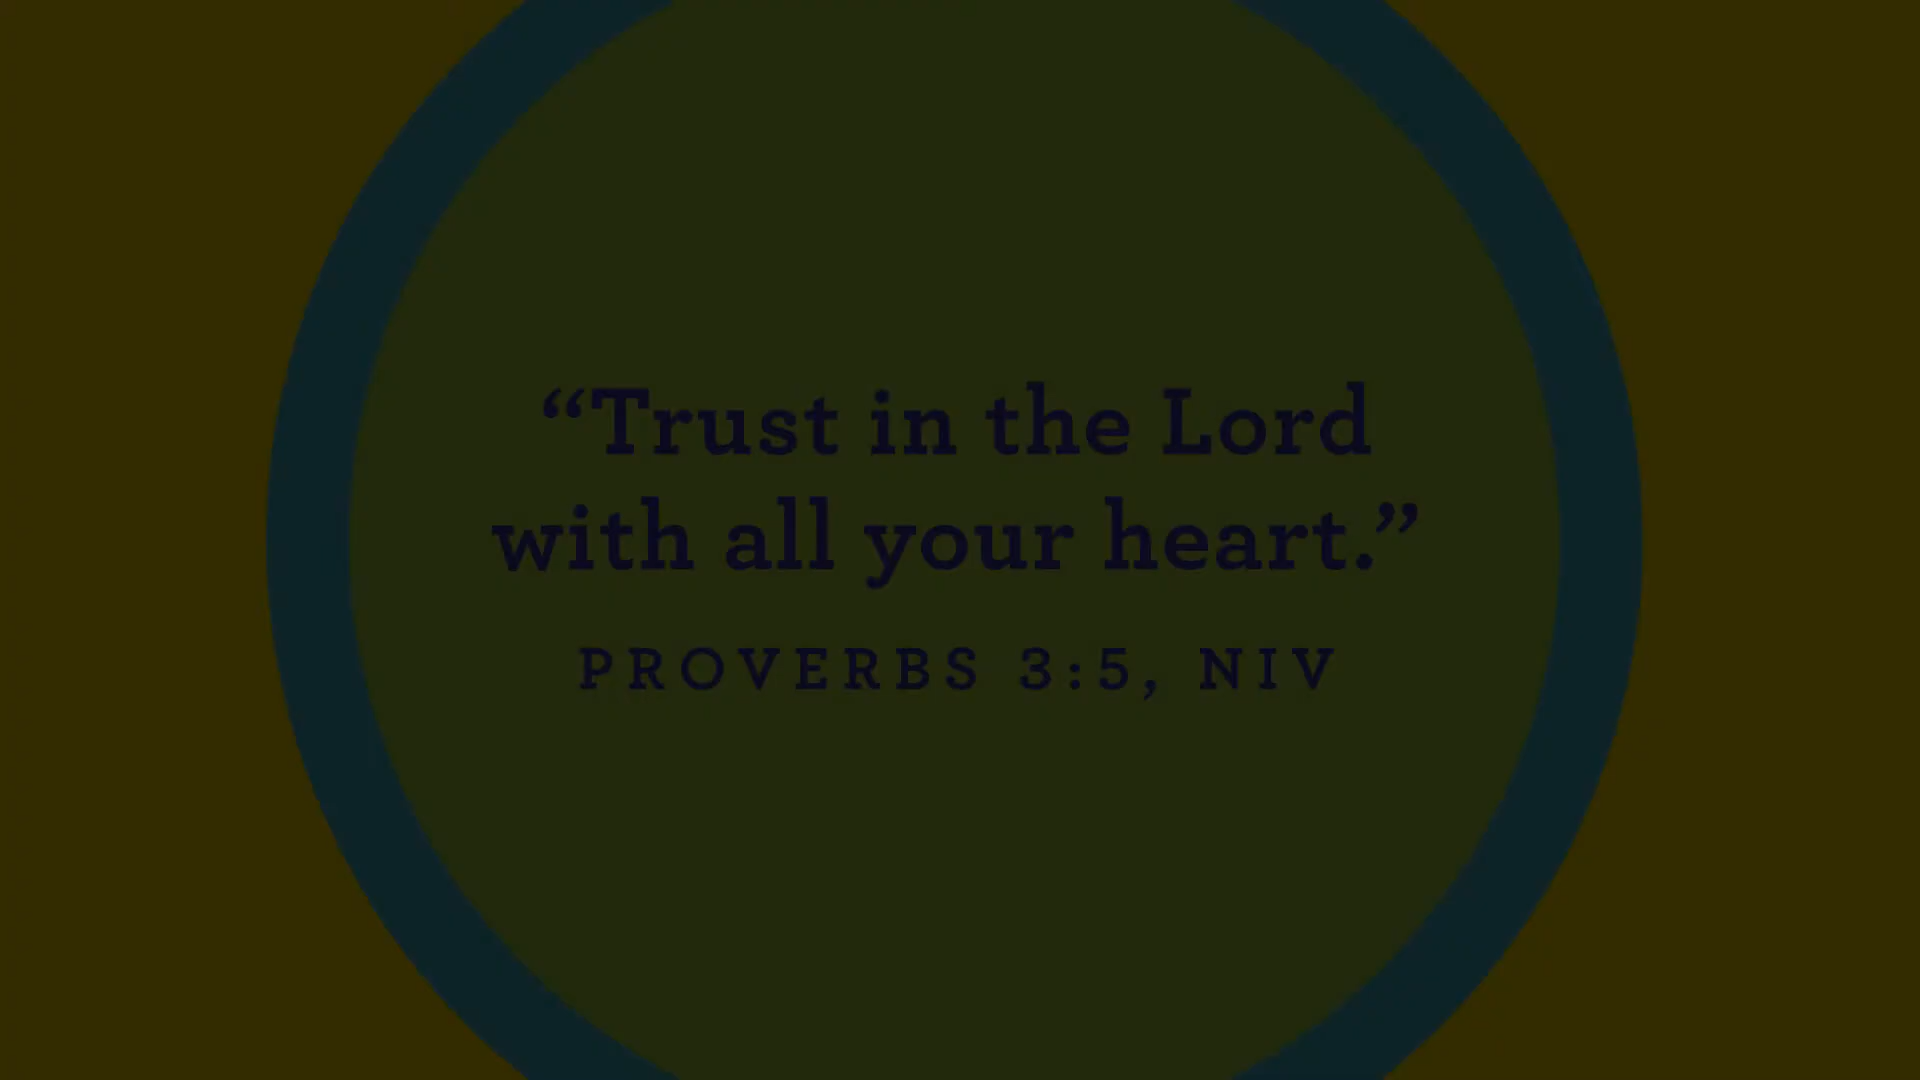 “Trust in the Lord
with all your heart.”
PROVERBS 3:5, NIV